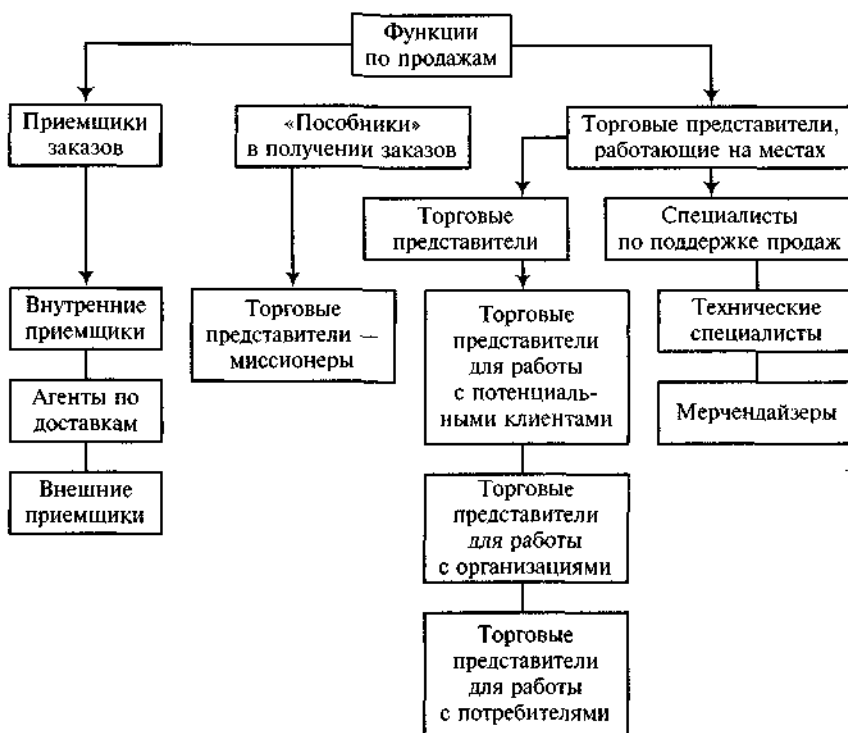 Функции
по продажам
Приемщики
заказов
«Пособники»
в получении заказов
Торговые представители,
работающие на местах
Торговые
представители
Специалисты
по поддержке продаж
Внутренние
приемщики
Торговые
представители —
миссионеры
Торговые
представители
для работы
с потенциаль-
ными клиентами
Технические
специалисты
Агенты по
доставкам
Мерчендайзеры
Внешние
приемщики
Торговые
представители
для работы
с организациями
Торговые
представители
для работы
с потребителями